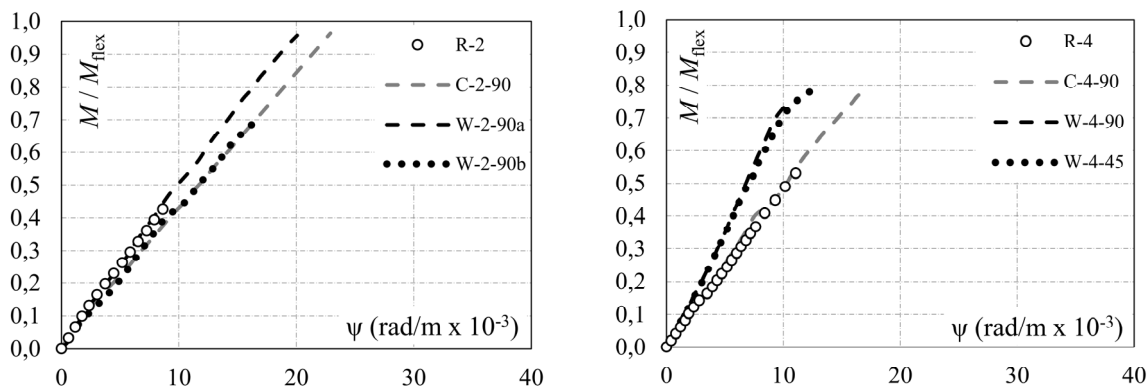 1,0
0,9
0,8
0,7
0,6
0,5
0,4
0,3
0,2
0,1
0,0
M / Mflex
R-2
C-2-90
W-2-90a
W-2-90b
ψ (rad/m x 10-3)
0 10 20 30 40
1,0
0,9
0,8
0,7
0,6
0,5
0,4
0,3
0,2
0,1
0,0
M / Mflex
R-4
C-4-90
W-4-90
W-4-45
ψ (rad/m x 10-3)
0 10 20 30 40